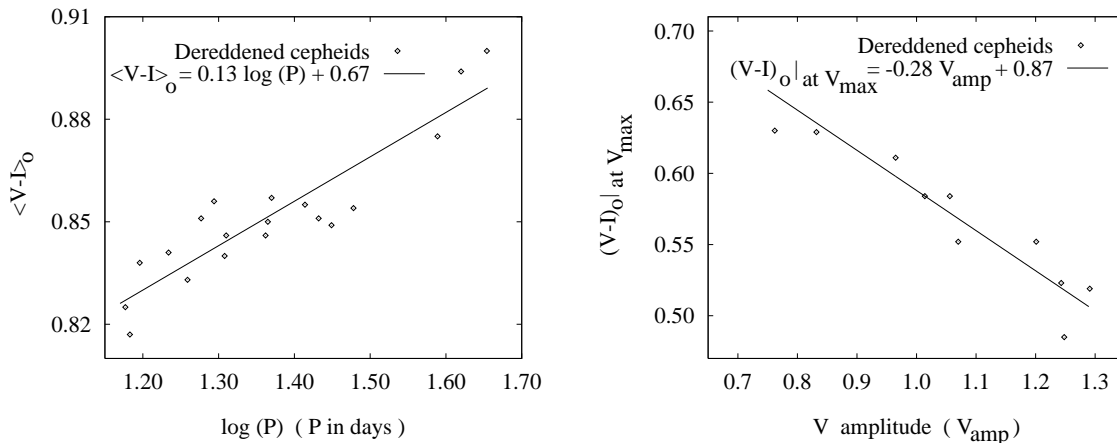 0.91
0.88
0.85
0.82
<V-I>o
Dereddened cepheids
<V-I>o = 0.13 log (P) + 0.67
1.20 1.30 1.40 1.50 1.60 1.70
log (P) ( P in days )
0.70
0.65
0.60
0.55
0.50
(V-I)o| at Vmax
Dereddened cepheids
(V-I)o| at Vmax = -0.28 Vamp + 0.87
0.7 0.8 0.9 1.0 1.1 1.2 1.3
V amplitude ( Vamp )